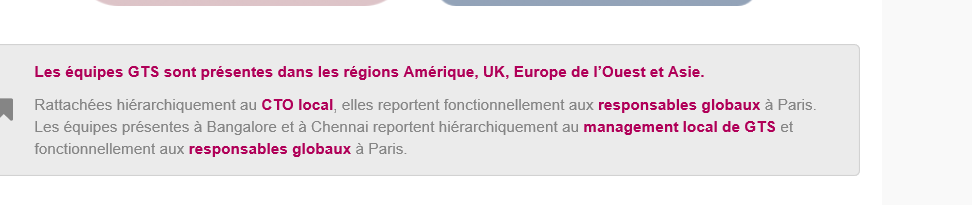 Les équipes GTS sont présentes dans les régions Amérique, UK, Europe de l’Ouest et Asie.
Rattachées hiérarchiquement au CTO local, elles reportent fonctionnellement aux responsables globaux à Paris.
Les équipes présentes à Bangalore et à Chennai reportent hiérarchiquement au management local de GTS et
fonctionnellement aux responsables globaux à Paris.